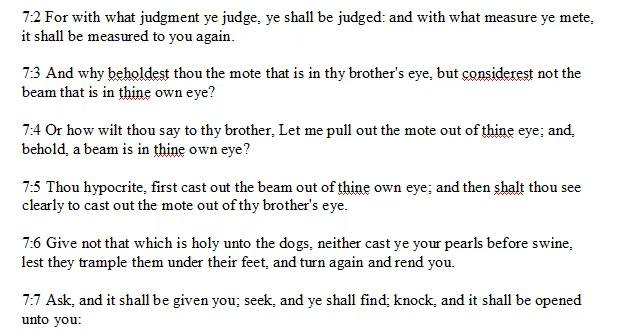 7:2 For with what judgment ye judge, ye shall be judged: and with what measure ye mete,
it shall be measured to you again.
7:3 And why beholdest thou the mote that is in thy brother's eye, but considerest not the
beam that is in thine own eye?
7:4 Or how wilt thou say to thy brother, Let me pull out the mote out of thine eye; and,
behold, a beam is in thine own eye?
7:5 Thou hypocrite, first cast out the beam out of thine own eye; and then shalt thou see
clearly to cast out the mote out of thy brother's eye.
7:6 Give not that which is holy unto the dogs, neither cast ye your pearls before swine,
lest they trample them under their feet, and turn again and rend you.
7:7 Ask, and it shall be given you; seek, and ye shall find; knock, and it shall be opened
unto you: